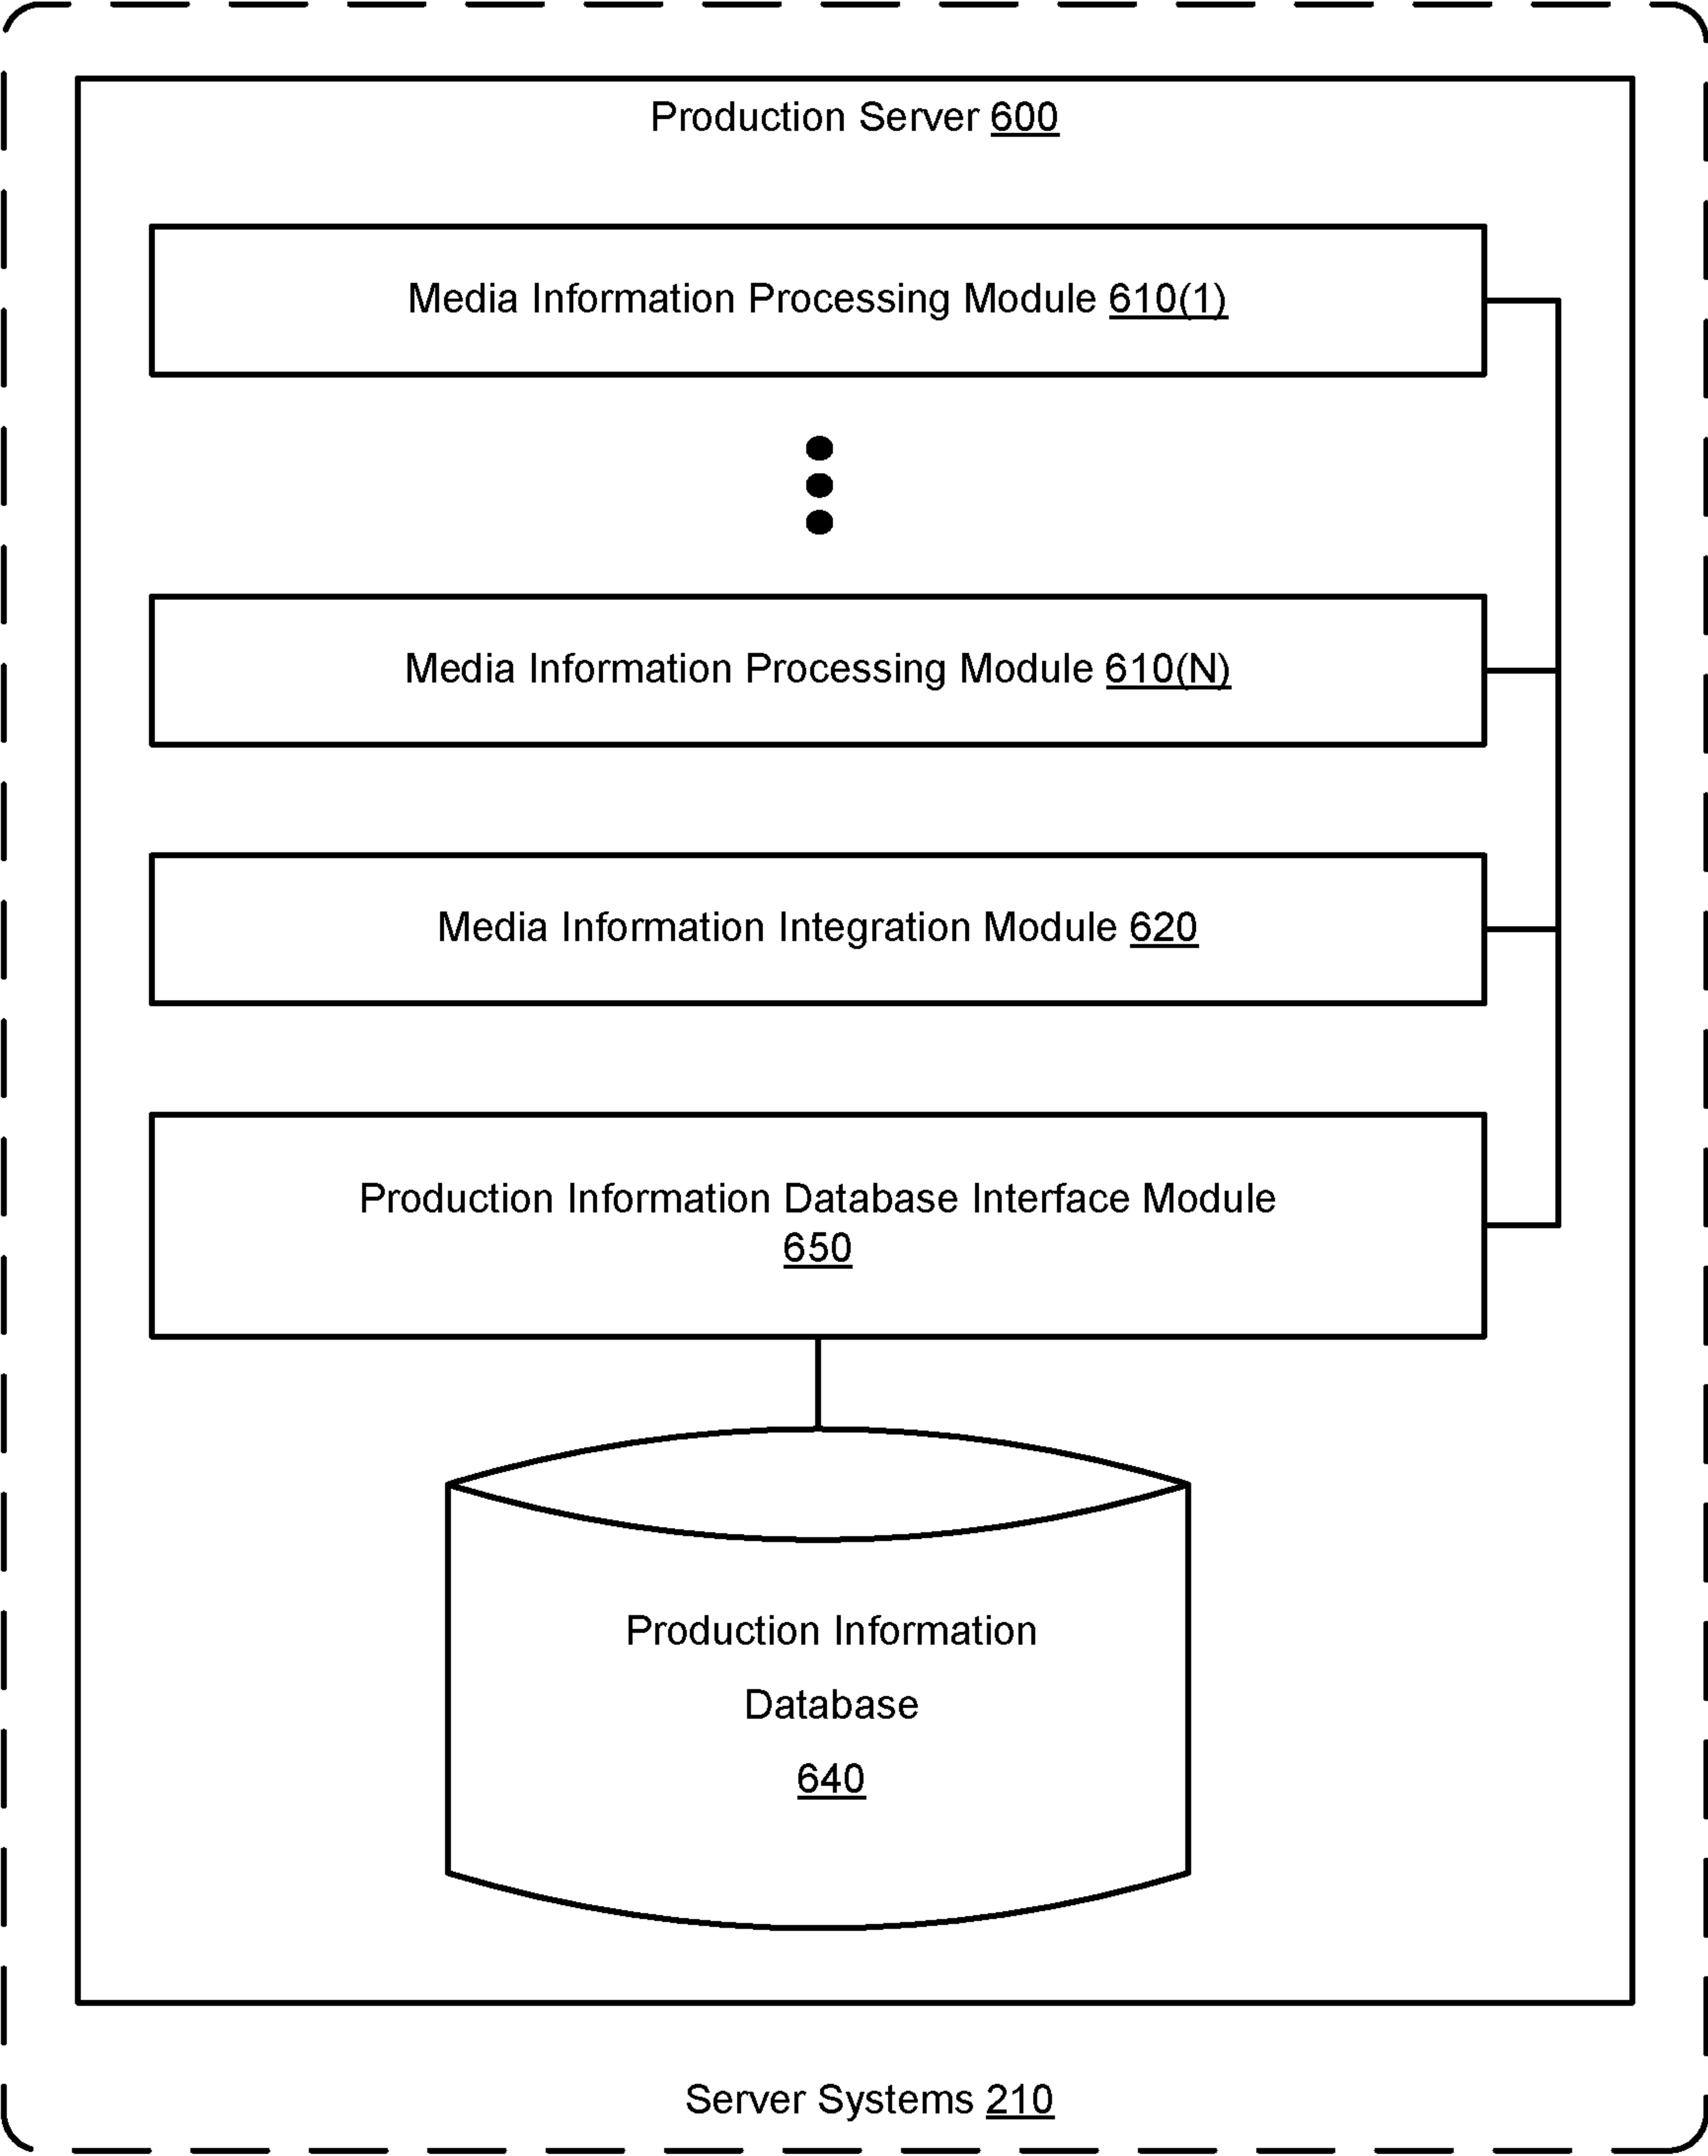 Production Server 600
Media Information Processing Module 610(1)
Media Information Processing Module 610(N)
Media Information Integration Module 620
Production Information Database Interface Module
650
Production Information
Database
640
Server Systems 210